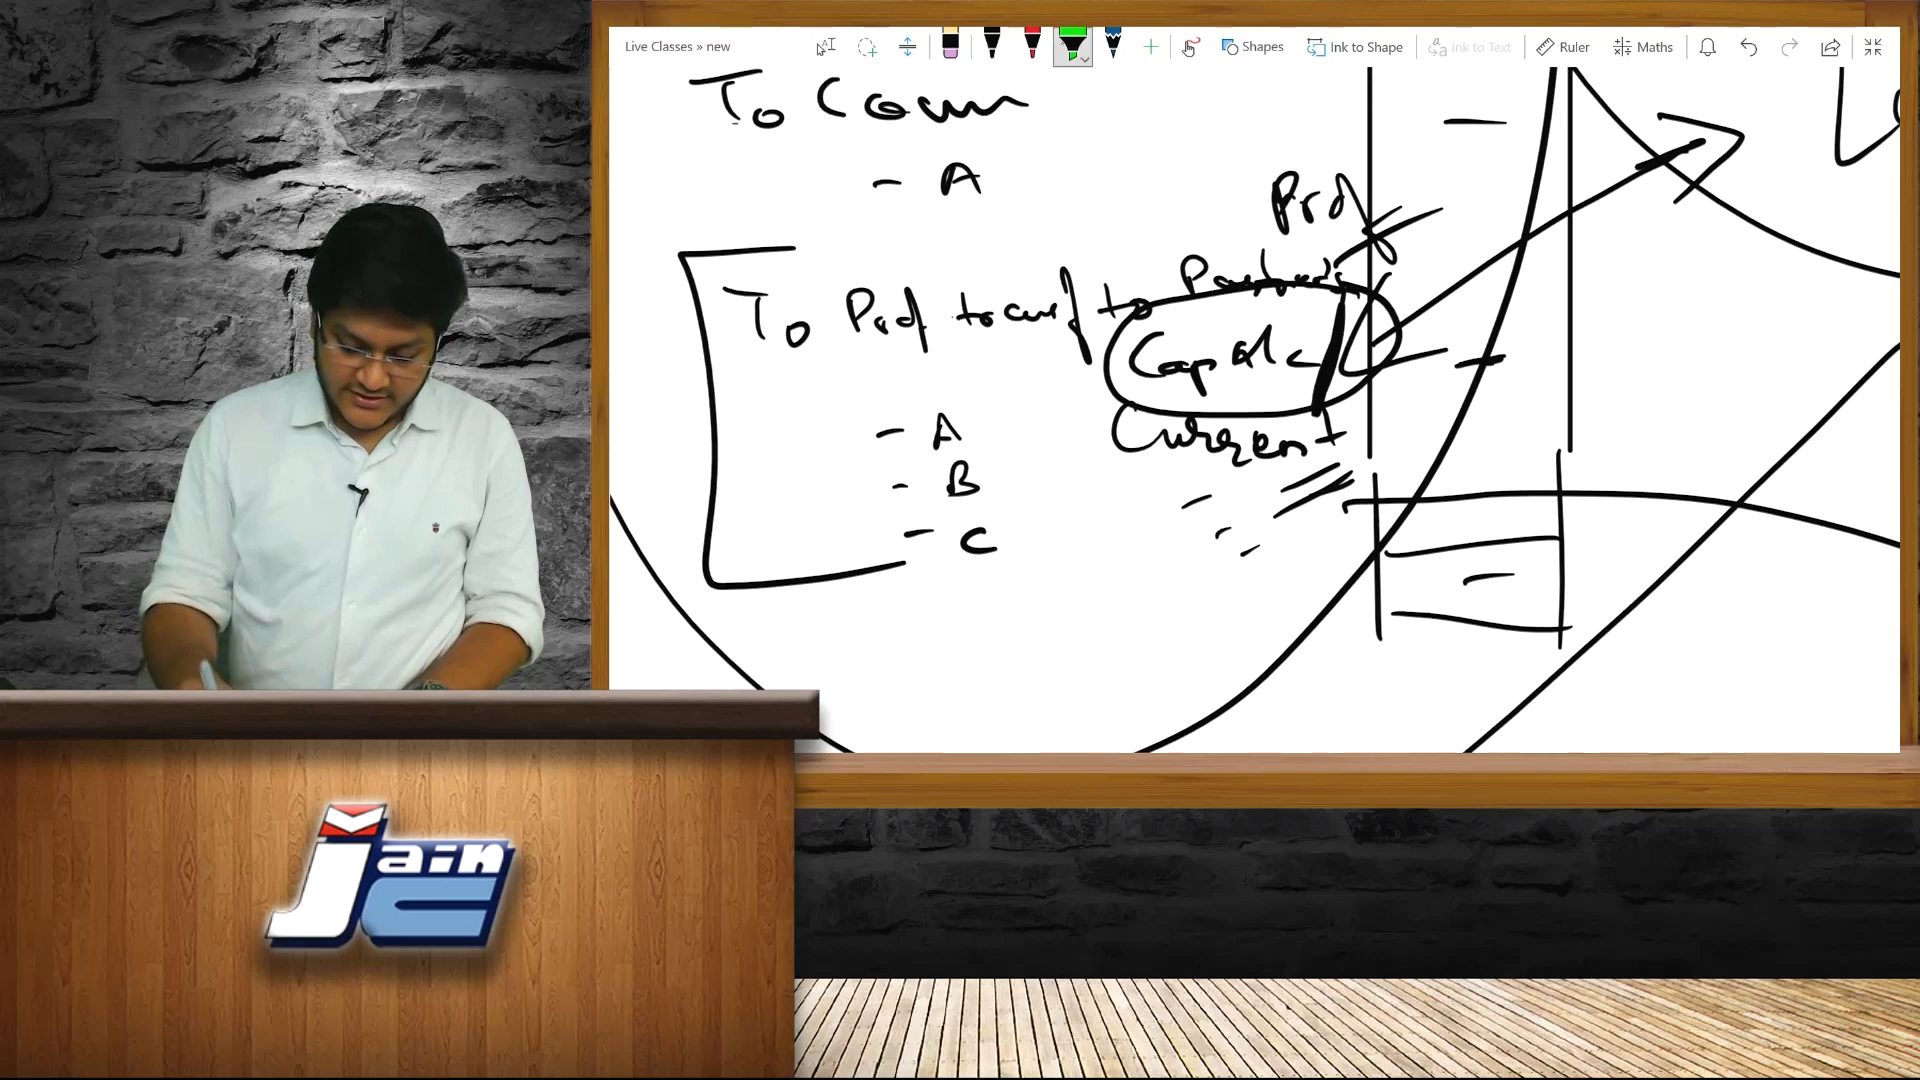 Live Classes » new
Shapes
Ink to Shape
Ink to Text
Ruler
Maths
To Comm
- A
Prof
To Prof transf to Partners
Capital
Current
- A
- B
- C
Jain